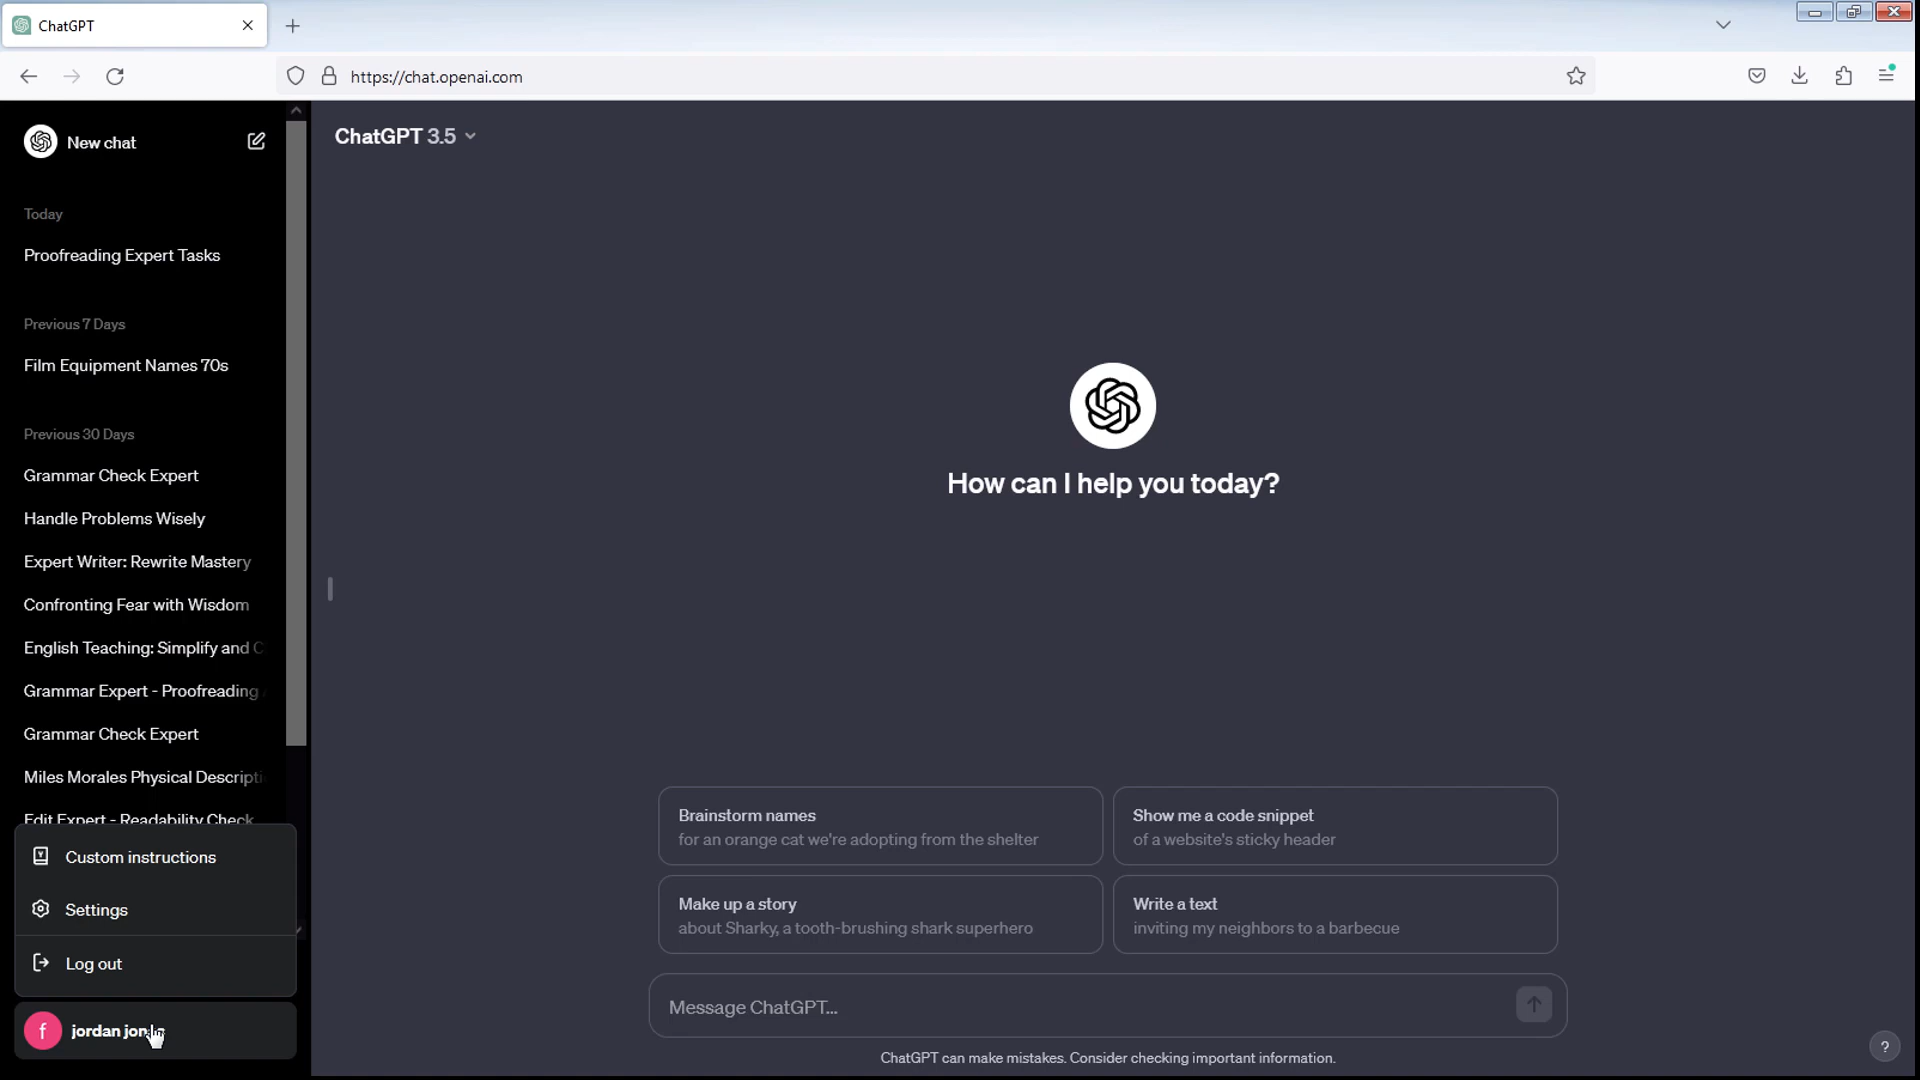 ChatGPT
https://chat.openai.com
New chat
Today
Proofreading Expert Tasks
Previous 7 Days
Film Equipment Names 70s
Previous 30 Days
Grammar Check Expert
Handle Problems Wisely
Expert Writer: Rewrite Mastery
Confronting Fear with Wisdom
English Teaching: Simplify and C
Grammar Expert - Proofreading
Grammar Check Expert
Miles Morales Physical Descripti
Edit Expert - Readability Check
Custom instructions
Settings
Log out
f
jordan
ChatGPT 3.5
How can I help you today?
Brainstorm names
for an orange cat we're adopting from the shelter
Show me a code snippet
of a website's sticky header
Make up a story
about Sharky, a tooth-brushing shark superhero
Write a text
inviting my neighbors to a barbecue
Message ChatGPT...
ChatGPT can make mistakes. Consider checking important information.
?